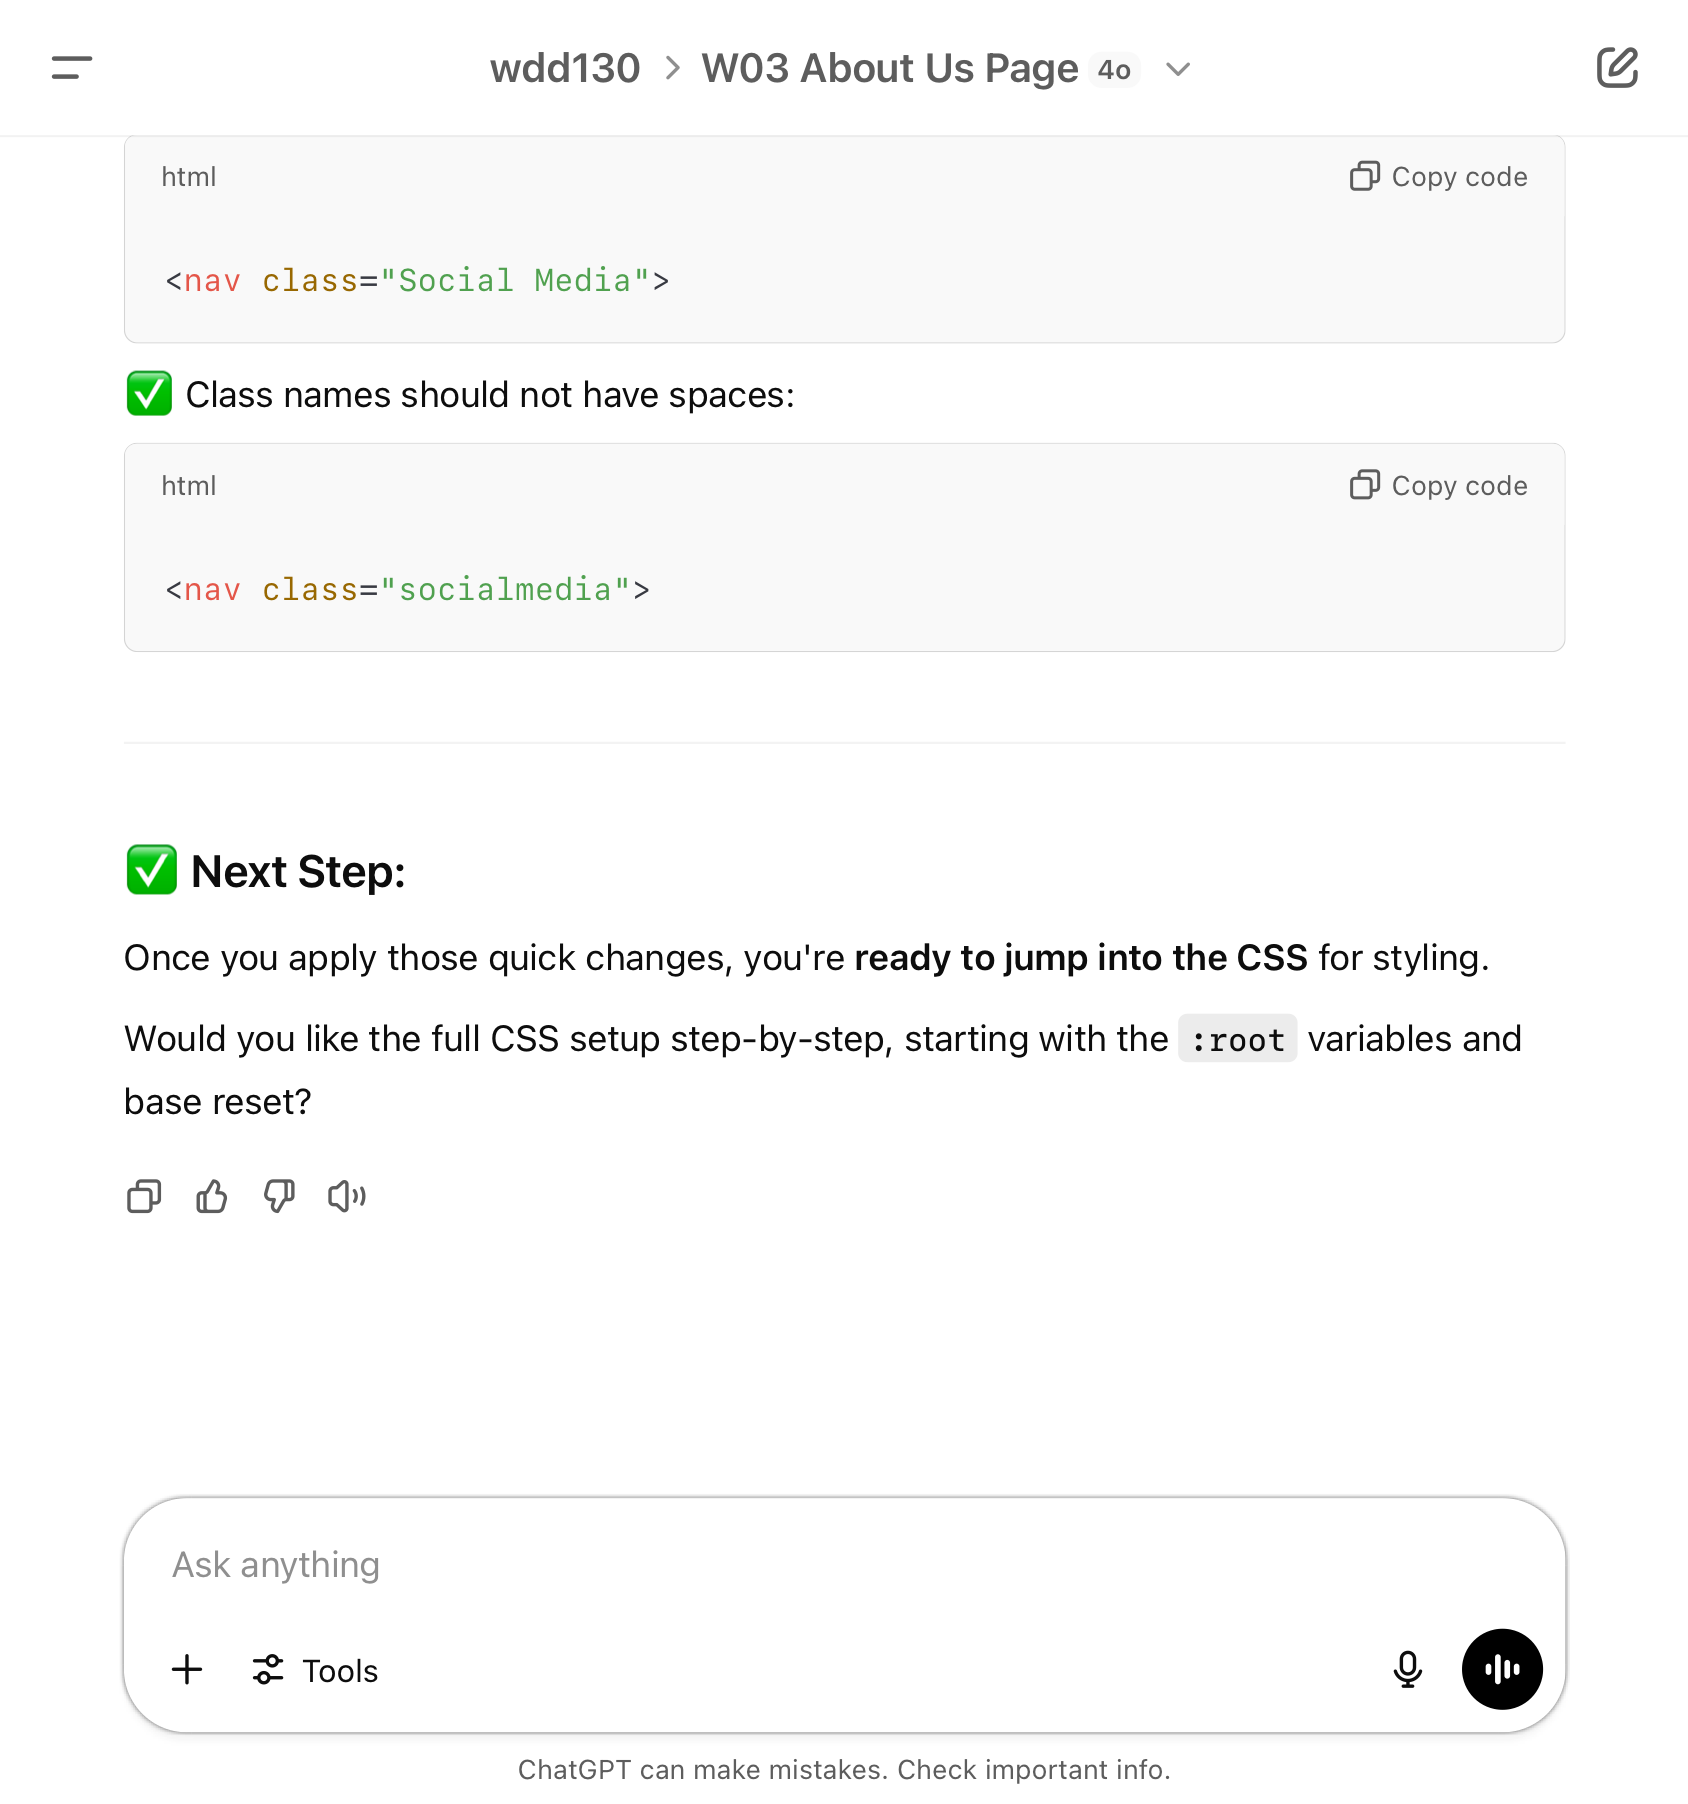 wdd130 > W03 About Us Page 4o
html Copy code
<nav class="Social Media">
✅ Class names should not have spaces:
html Copy code
<nav class="socialmedia">
✅ Next Step:
Once you apply those quick changes, you're ready to jump into the CSS for styling.
Would you like the full CSS setup step-by-step, starting with the :root variables and
base reset?
Ask anything
Tools
ChatGPT can make mistakes. Check important info.